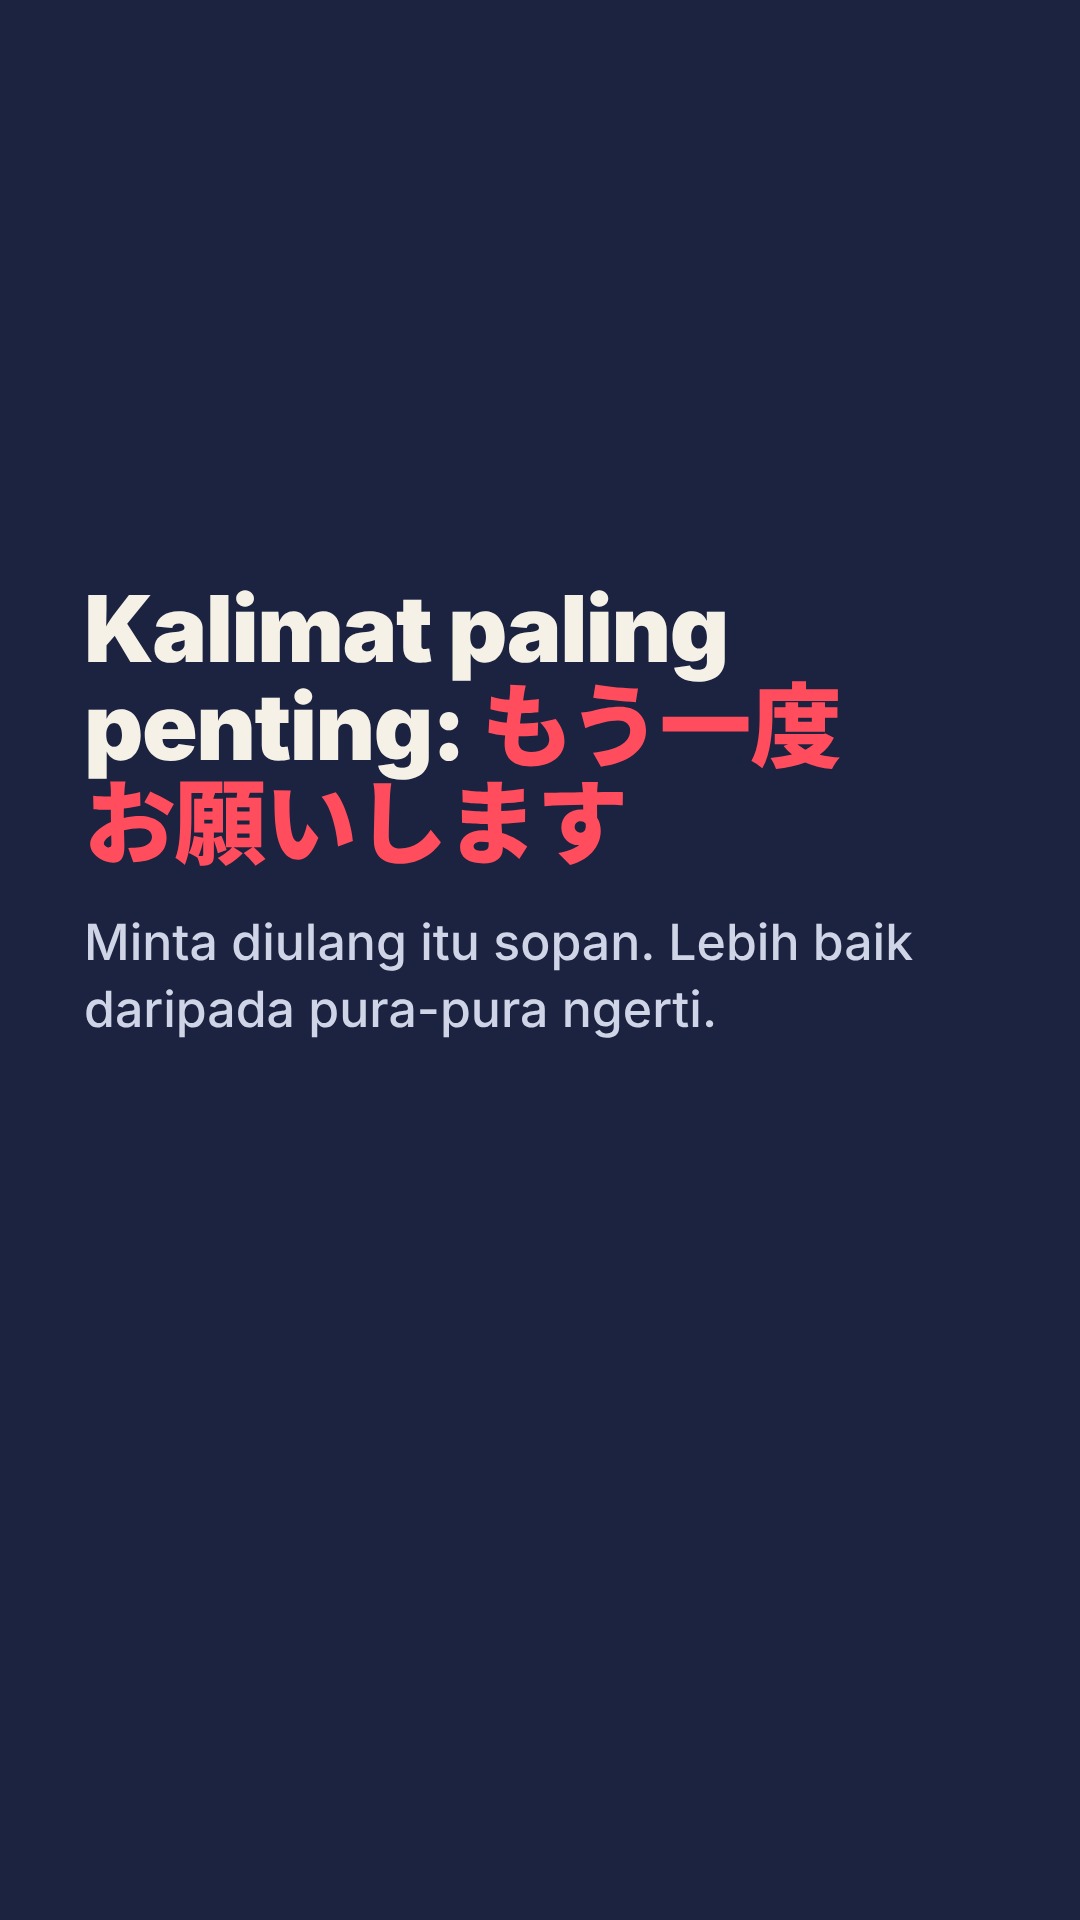 Kalimat paling
penting: もう一度
お願いします
Minta diulang itu sopan. Lebih baik
daripada pura-pura ngerti.